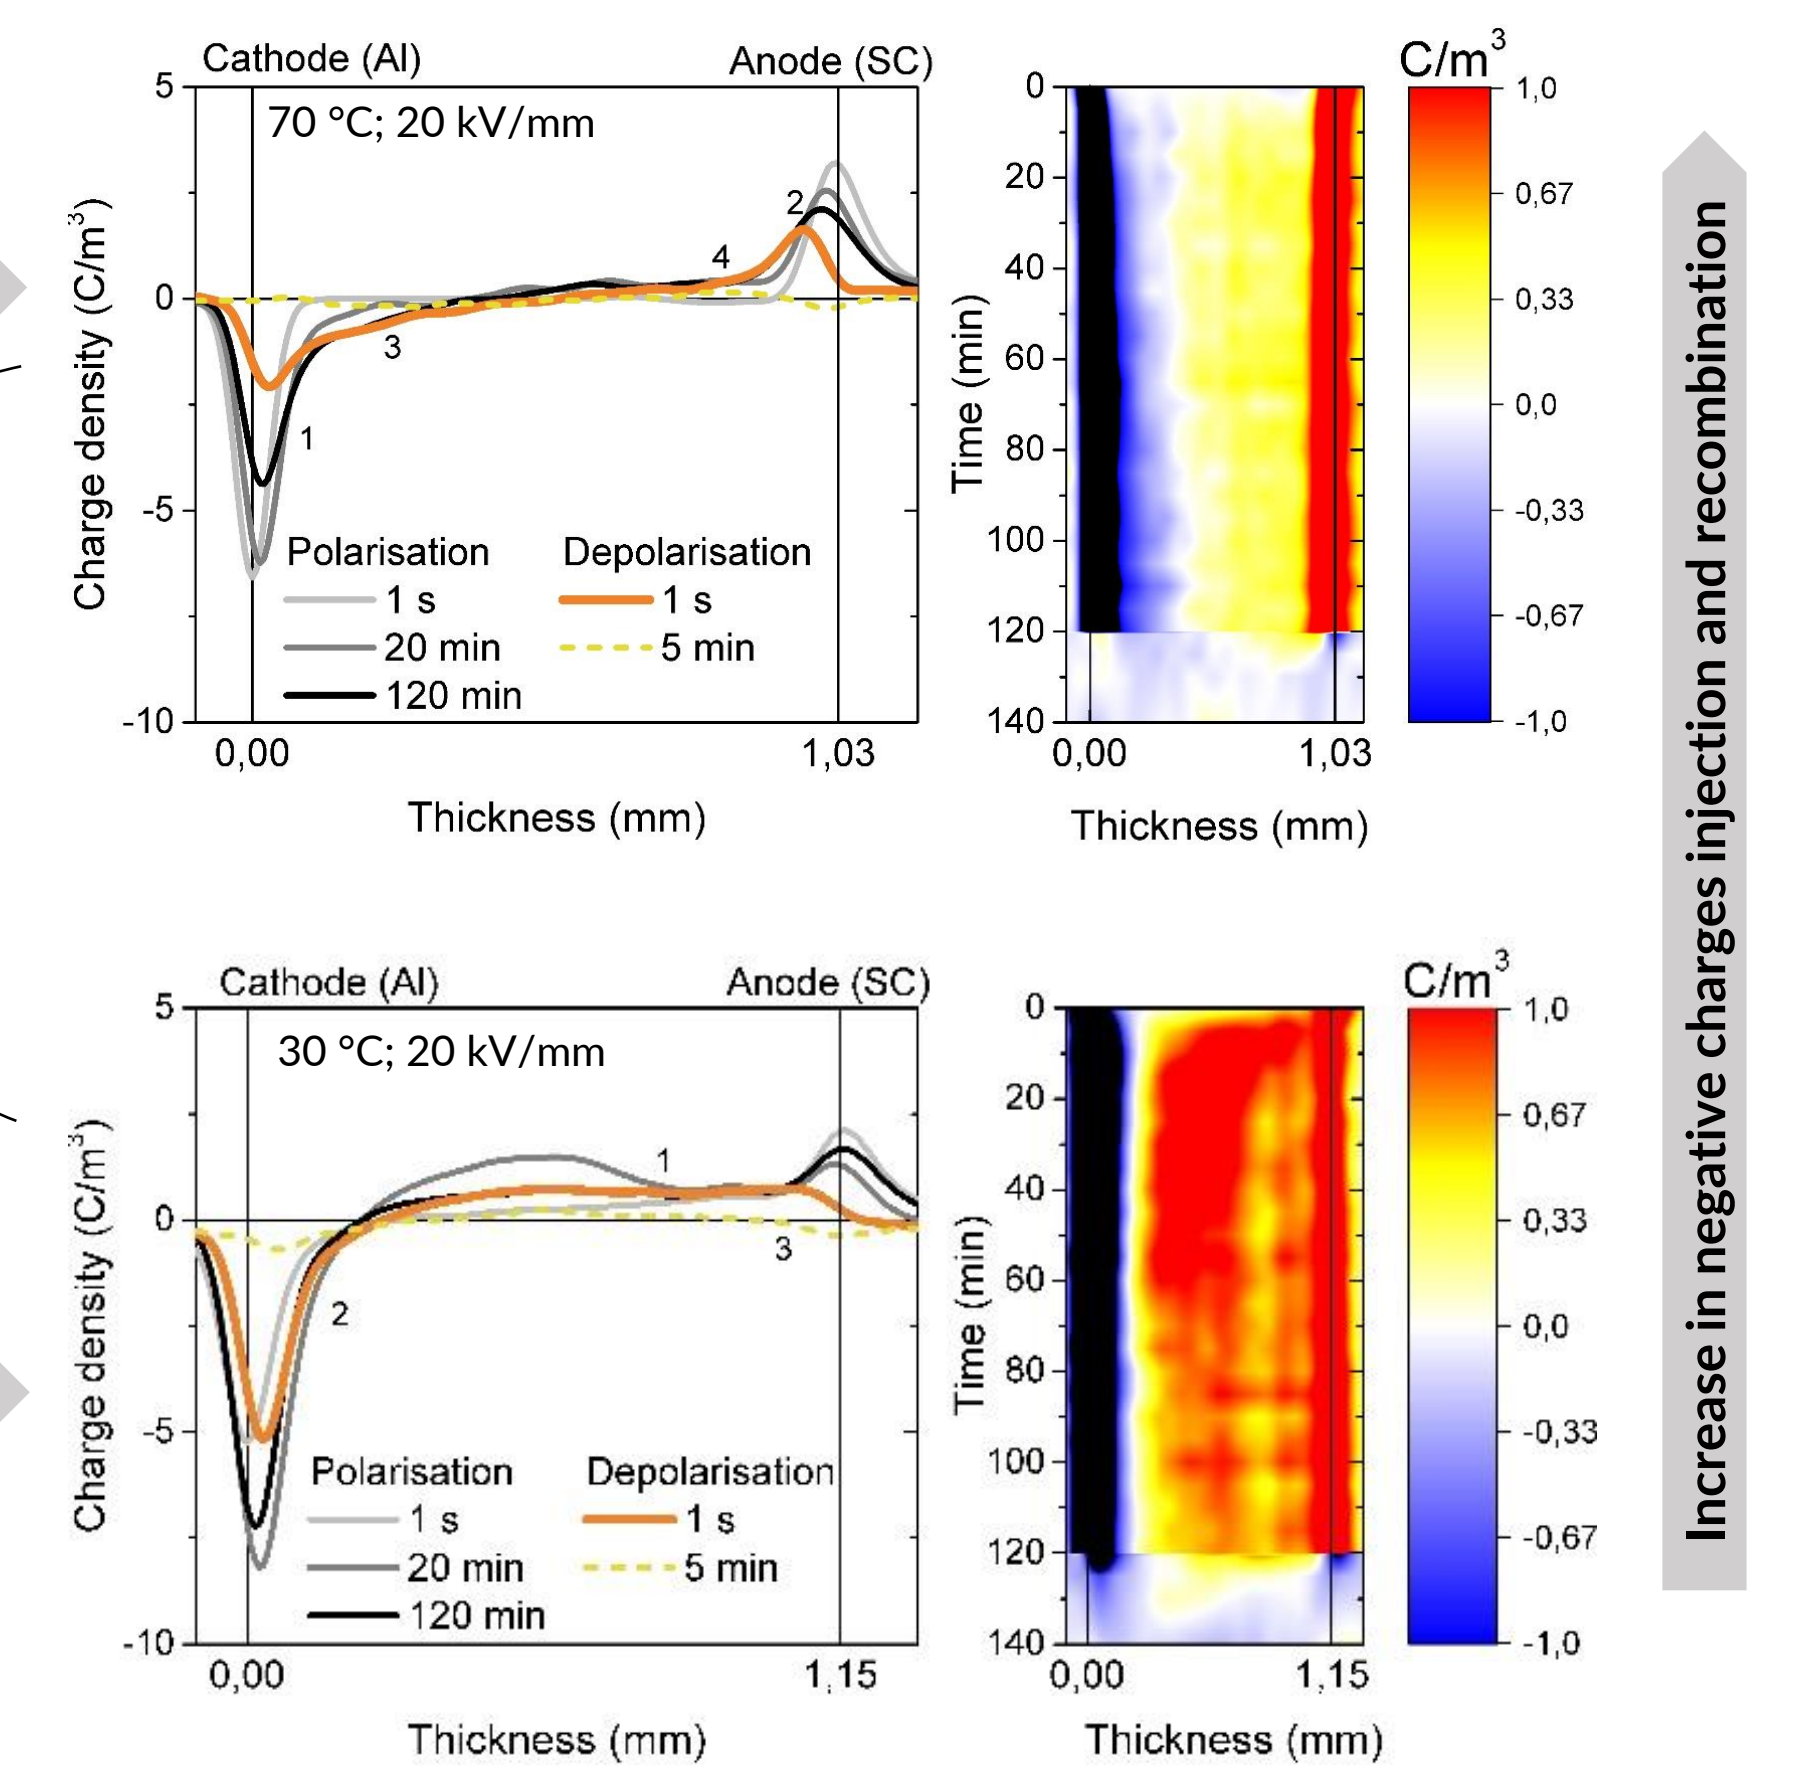 Cathode (Al)
Anode (SC)
70 °C; 20 kV/mm
5
0
-5
-10
Charge density (C/m³)
1
2
3
4
Polarisation
1 s
20 min
120 min
Depolarisation
1 s
5 min
0,00
1,03
Thickness (mm)
0
20
40
60
80
100
120
140
Time (min)
0,00
1,03
Thickness (mm)
C/m³
1,0
0,67
0,33
0,0
-0,33
-0,67
-1,0
Cathode (Al)
Anode (SC)
30 °C; 20 kV/mm
5
0
-5
-10
Charge density (C/m³)
1
2
3
Polarisation
1 s
20 min
120 min
Depolarisation
1 s
5 min
0,00
1,15
Thickness (mm)
0
20
40
60
80
100
120
140
Time (min)
0,00
1,15
Thickness (mm)
C/m³
1,0
0,67
0,33
0,0
-0,33
-0,67
-1,0
Increase in negative charges injection and recombination